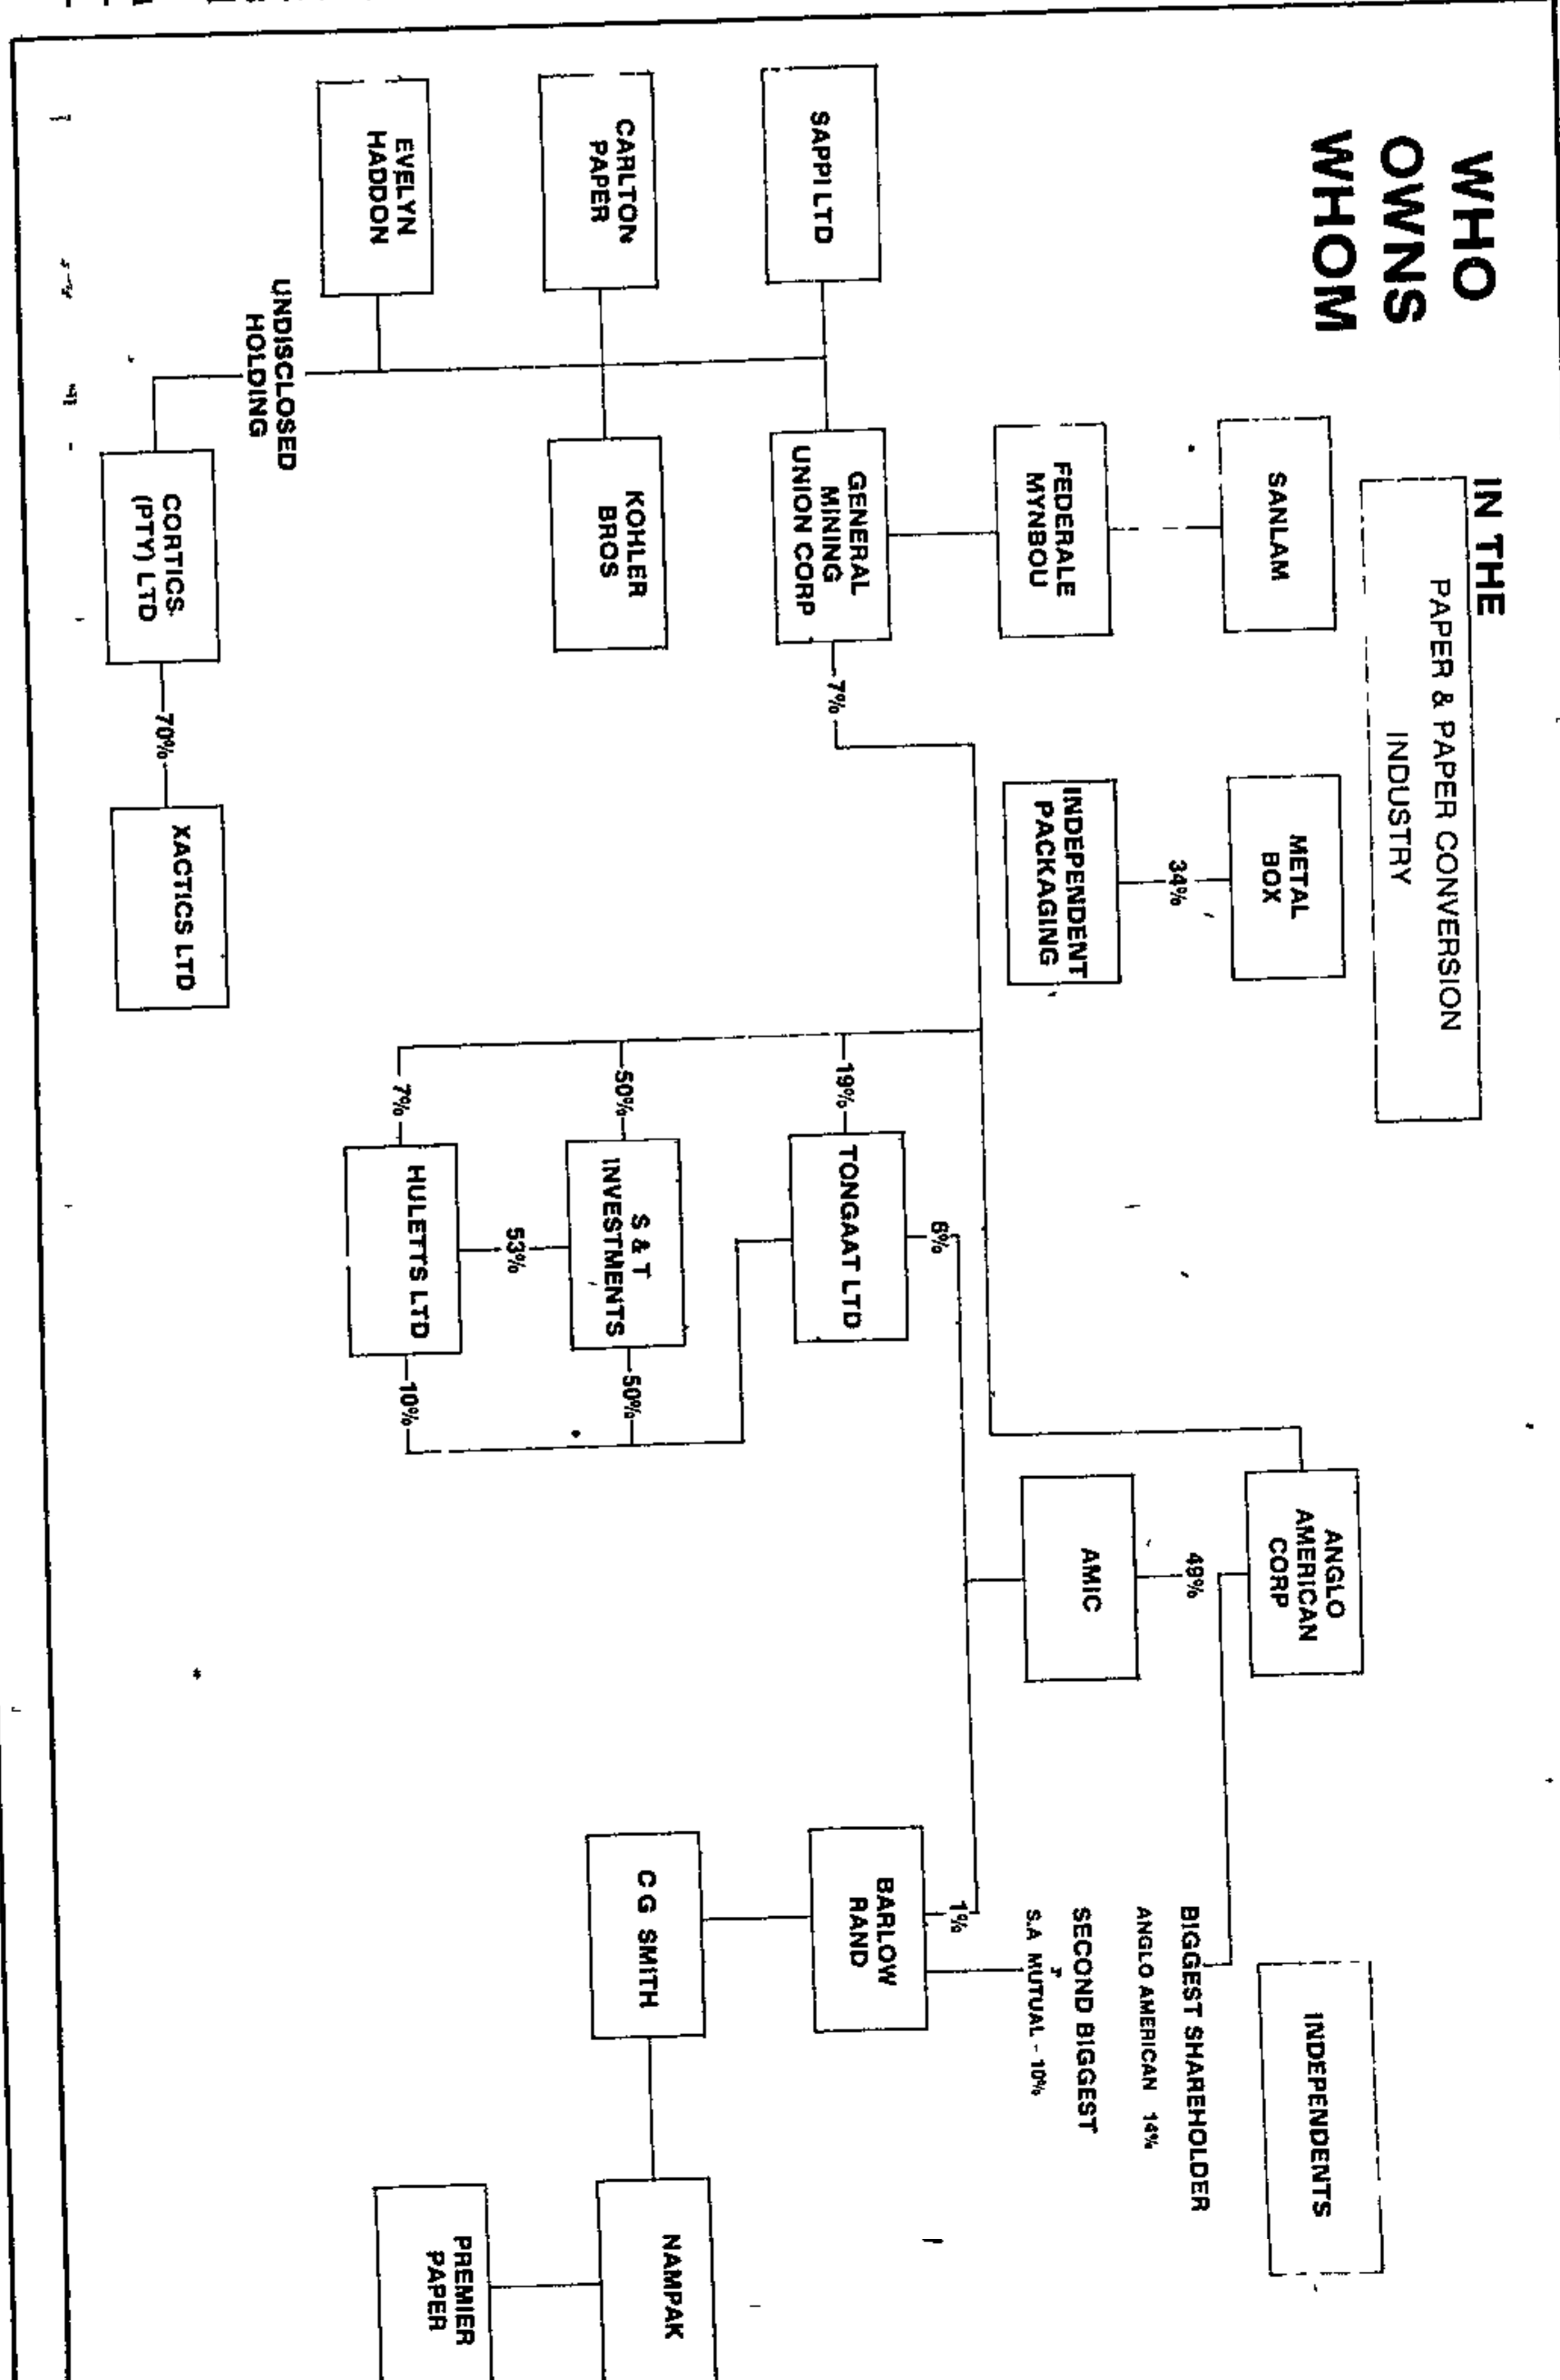 WHO
OWNS
WHOM
IN THE
PAPER & PAPER CONVERSION
INDUSTRY
SANLAM
METAL
BOX
ANGLO
AMERICAN
CORP
INDEPENDENTS
34%
49%
BIGGEST SHAREHOLDER
ANGLO AMERICAN 14%
SECOND BIGGEST
S.A MUTUAL - 10%
FEDERALE
MYNBOU
INDEPENDENT
PACKAGING
AMIC
6%
1%
SAPPI LTD
GENERAL
MINING
UNION CORP
7%
19%
TONGAAT LTD
BARLOW
RAND
CARLTON
PAPER
KOHLER
BROS
50%
S & T
INVESTMENTS
50%
C G SMITH
NAMPAK
53%
EVELYN
HADDON
7%
HULETTS LTD
10%
PREMIER
PAPER
UNDISCLOSED
HOLDING
CORTICS
(PTY) LTD
70%
XACTICS LTD